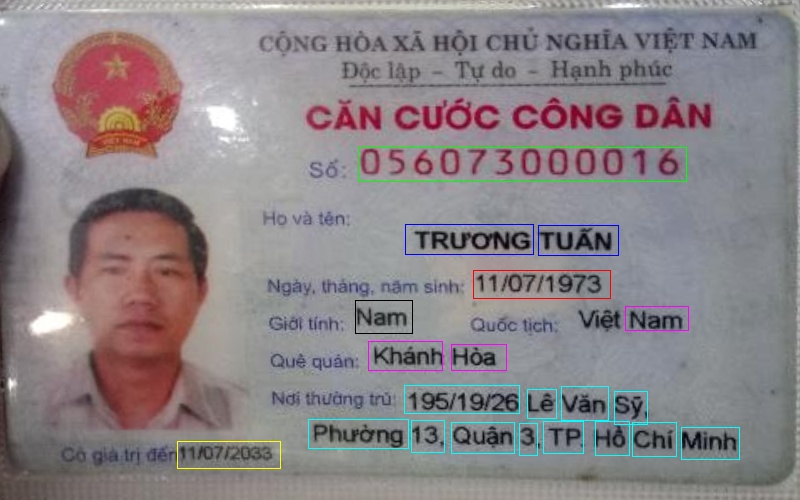 CỘNG HÒA XÃ HỘI CHỦ NGHĨA VIỆT NAM
Độc lập - Tự do - Hạnh phúc
CĂN CƯỚC CÔNG DÂN
Số: 056073000016
Họ và tên:
TRƯƠNG TUẤN
Ngày, tháng, năm sinh: 11/07/1973
Giới tính: Nam Quốc tịch: Việt Nam
Quê quán: Khánh Hòa
Nơi thường trú: 195/19/26 Lê Văn Sỹ,
Phường 13, Quận 3, TP. Hồ Chí Minh
Có giá trị đến 11/07/2033
VIỆT NAM